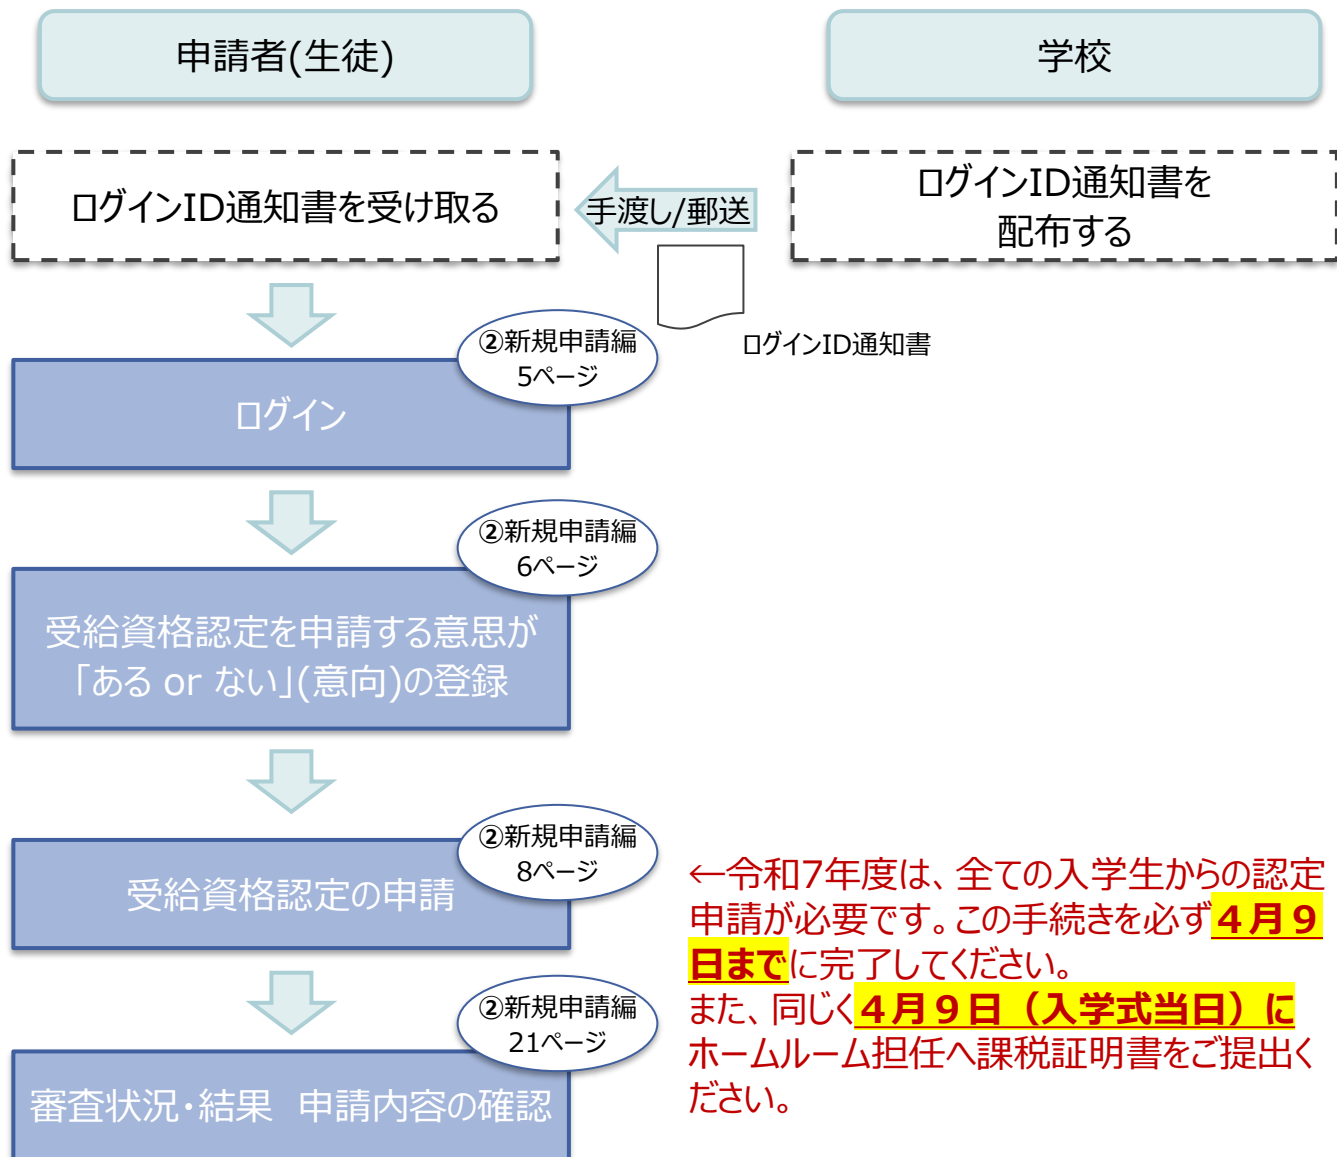 申請者(生徒)
学校
ログインID通知書を受け取る
手渡し/郵送
ログインID通知書を
配布する
ログインID通知書
②新規申請編
5ページ
ログイン
②新規申請編
6ページ
受給資格認定を申請する意思が
「ある or ない」(意向)の登録
②新規申請編
8ページ
受給資格認定の申請
←令和7年度は、全ての入学生からの認定
申請が必要です。この手続きを必ず４月９
日までに完了してください。
また、同じく４月９日（入学式当日）に
ホームルーム担任へ課税証明書をご提出く
ださい。
②新規申請編
21ページ
審査状況・結果　申請内容の確認